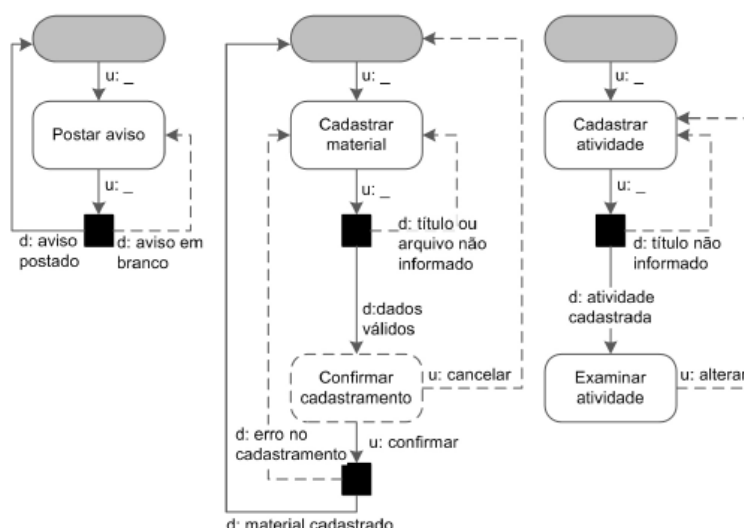 u: _
Postar aviso
u: _
d: aviso
postado
d: aviso em
branco
u: _
Cadastrar
material
u: _
d: título ou
arquivo não
informado
d:dados
válidos
Confirmar
cadastramento
u: cancelar
d: erro no
cadastramento
u: confirmar
d: material cadastrado
u: _
Cadastrar
atividade
u: _
d: título não
informado
d: atividade
cadastrada
Examinar
atividade
u: alterar